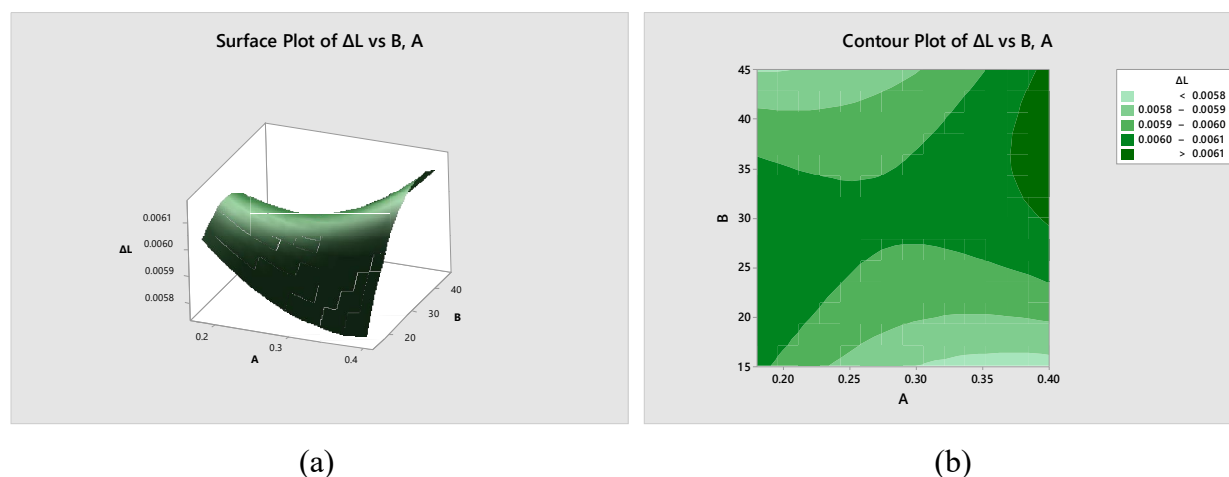 Surface Plot of ΔL vs B, A
0.0061
0.0060
0.0059
0.0058
ΔL
0.2
0.3
0.4
A
20
30
40
B
(a)
Contour Plot of ΔL vs B, A
45
40
35
30
25
20
15
B
0.20 0.25 0.30 0.35 0.40
A
ΔL
< 0.0058
0.0058 – 0.0059
0.0059 – 0.0060
0.0060 – 0.0061
> 0.0061
(b)